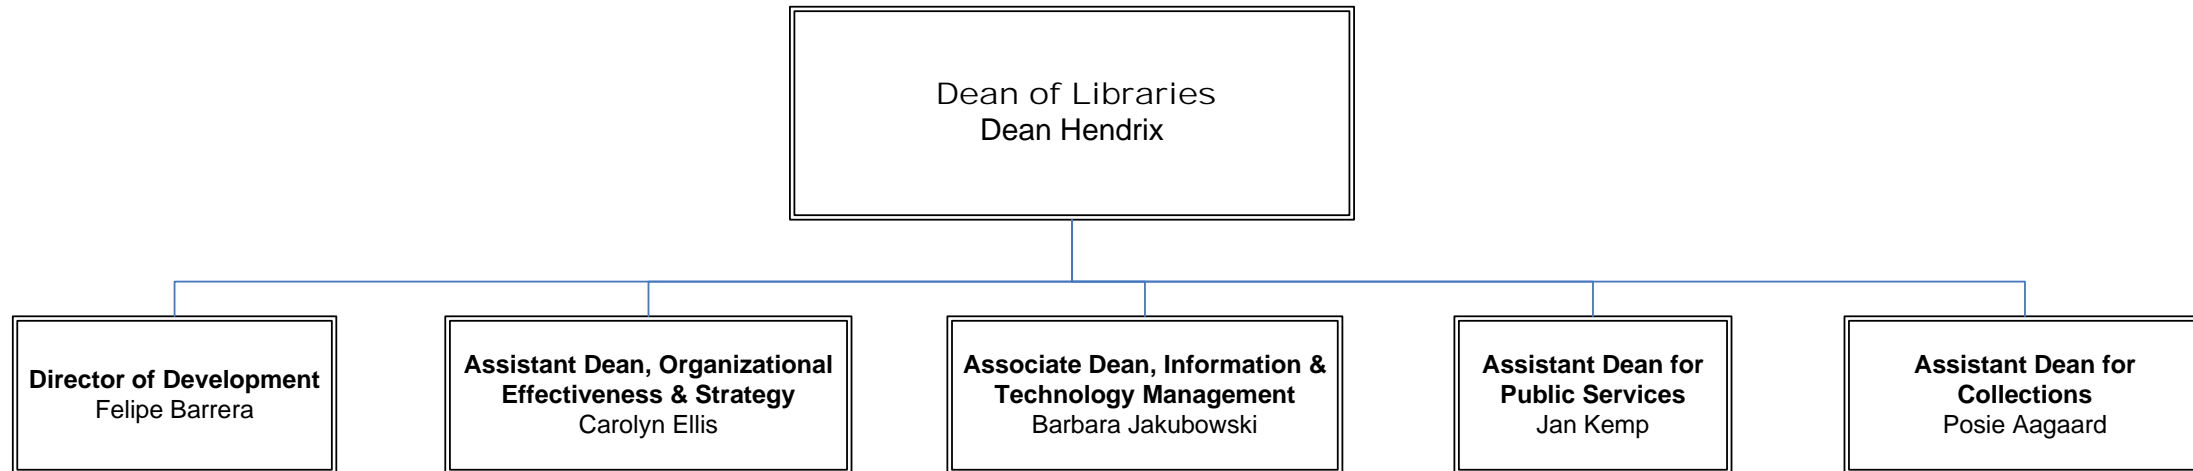 Dean of Libraries
Dean Hendrix
Director of Development
Felipe Barrera
Assistant Dean, Organizational
Effectiveness & Strategy
Carolyn Ellis
Associate Dean, Information &
Technology Management
Barbara Jakubowski
Assistant Dean for
Public Services
Jan Kemp
Assistant Dean for
Collections
Posie Aagaard